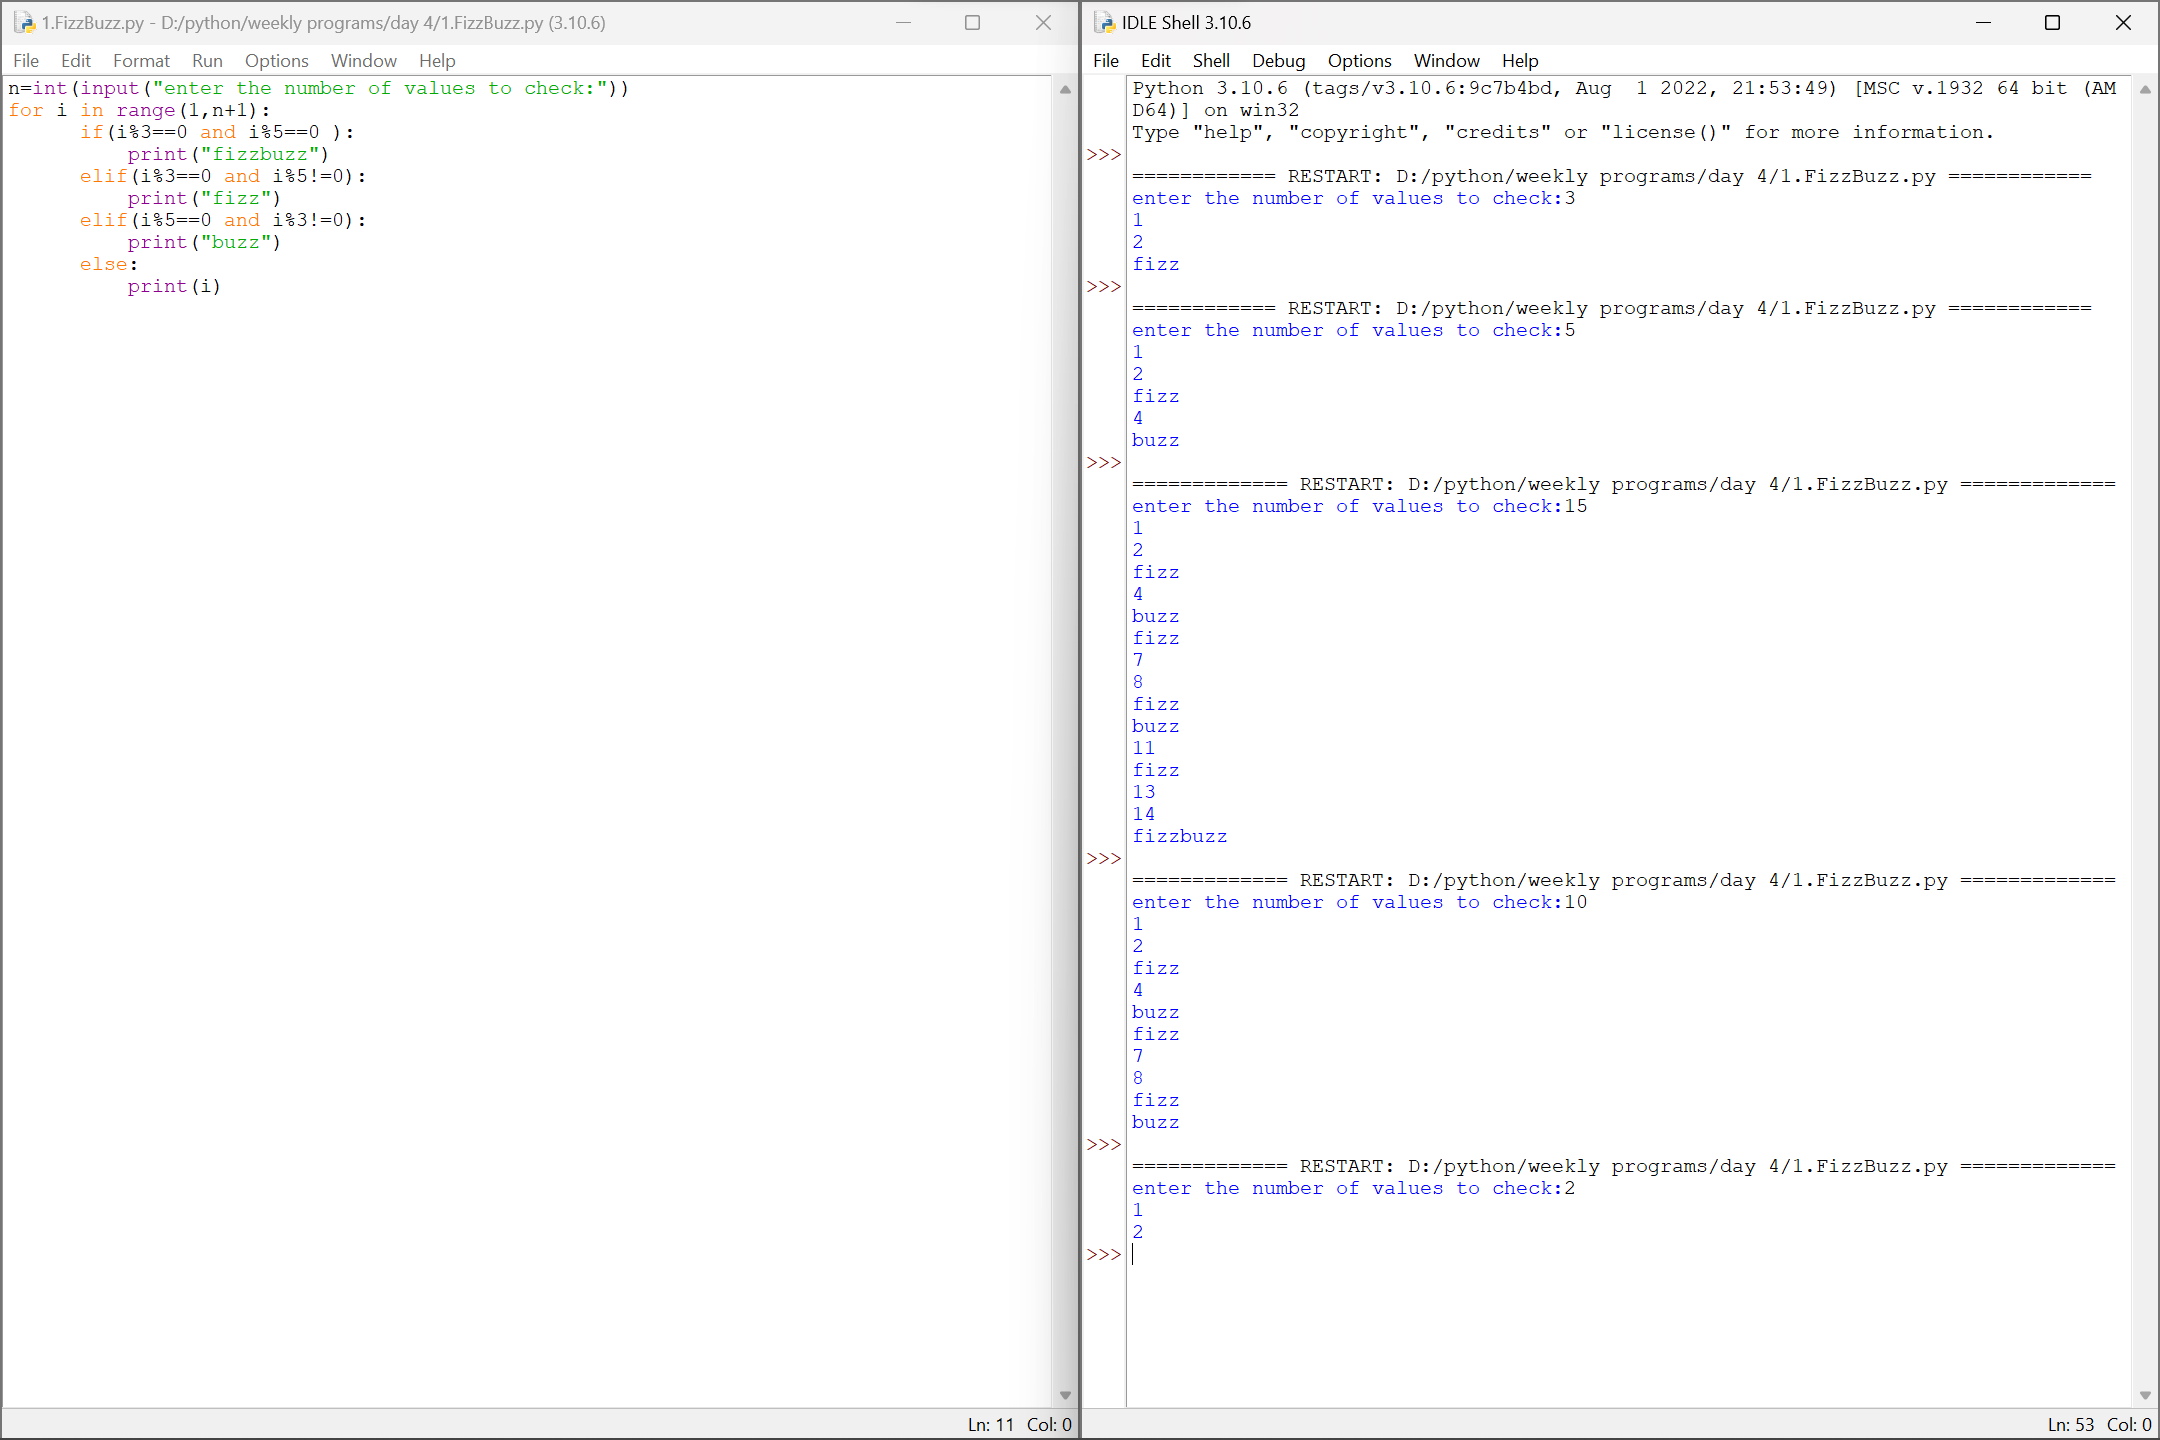 1.FizzBuzz.py - D:/python/weekly programs/day 4/1.FizzBuzz.py (3.10.6)
File Edit Format Run Options Window Help
n=int(input("enter the number of values to check:"))
for i in range(1,n+1):
      if(i%3==0 and i%5==0 ):
          print("fizzbuzz")
      elif(i%3==0 and i%5!=0):
          print("fizz")
      elif(i%5==0 and i%3!=0):
          print("buzz")
      else:
          print(i)
Ln: 11 Col: 0
IDLE Shell 3.10.6
File Edit Shell Debug Options Window Help
Python 3.10.6 (tags/v3.10.6:9c7b4bd, Aug  1 2022, 21:53:49) [MSC v.1932 64 bit (AM
D64)] on win32
Type "help", "copyright", "credits" or "license()" for more information.
>>>
============ RESTART: D:/python/weekly programs/day 4/1.FizzBuzz.py ============
enter the number of values to check:3
1
2
fizz
>>>
============ RESTART: D:/python/weekly programs/day 4/1.FizzBuzz.py ============
enter the number of values to check:5
1
2
fizz
4
buzz
>>>
============= RESTART: D:/python/weekly programs/day 4/1.FizzBuzz.py =============
enter the number of values to check:15
1
2
fizz
4
buzz
fizz
7
8
fizz
buzz
11
fizz
13
14
fizzbuzz
>>>
============= RESTART: D:/python/weekly programs/day 4/1.FizzBuzz.py =============
enter the number of values to check:10
1
2
fizz
4
buzz
fizz
7
8
fizz
buzz
>>>
============= RESTART: D:/python/weekly programs/day 4/1.FizzBuzz.py =============
enter the number of values to check:2
1
2
>>>
Ln: 53 Col: 0